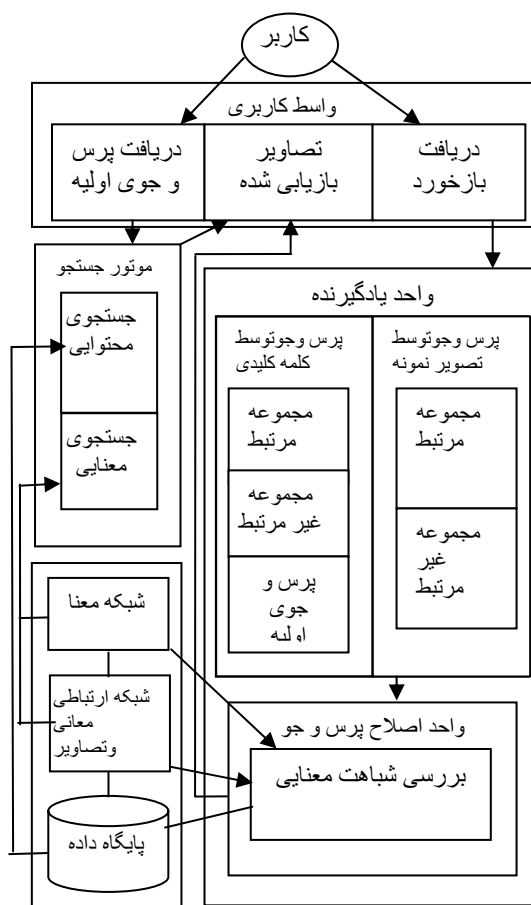 کاربر
واسط کاربری
دریافت
بازخورد
تصاویر
بازیابی شده
دریافت پرس
و جوی اولیه
موتور جستجو
جستجوی
محتوایی
جستجوی
معنایی
واحد یادگیرنده
پرس وجوتوسط
تصویر نمونه
مجموعه
مرتبط
مجموعه
غیر
مرتبط
پرس وجوتوسط
کلمه کلیدی
مجموعه
مرتبط
مجموعه
غیر مرتبط
پرس و
جوی
اولیه
شبکه معنا
شبکه ارتباطی
معانی
وتصاویر
پایگاه داده
واحد اصلاح پرس و جو
بررسی شباهت معنایی